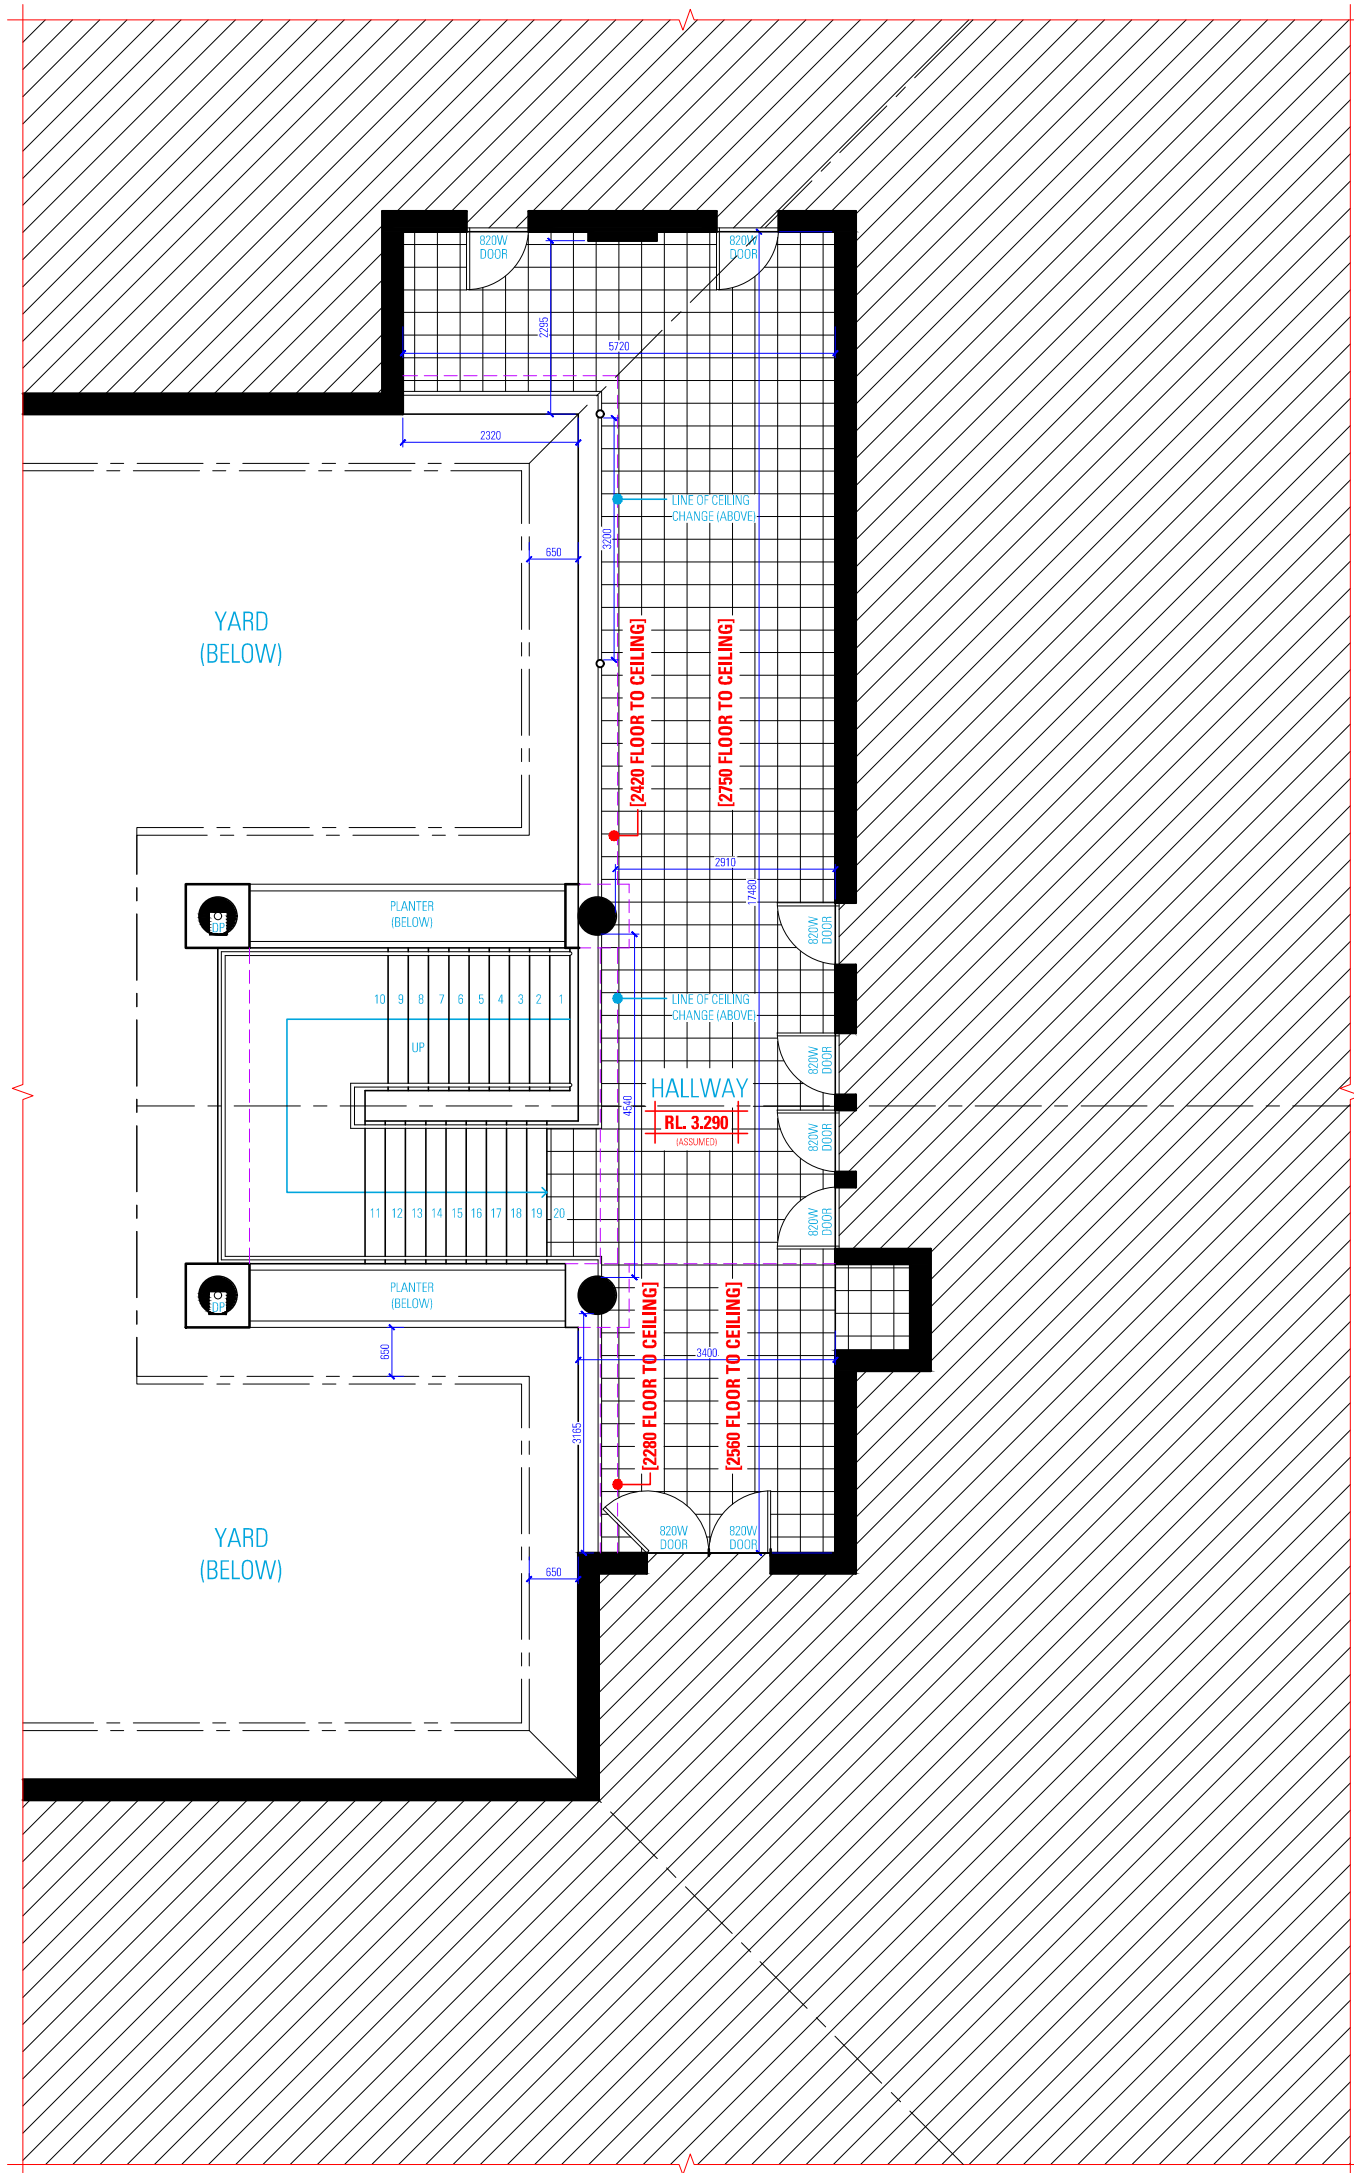 820W
DOOR
820W
DOOR
2295
5720
2320
LINE OF CEILING
CHANGE (ABOVE)
3200
650
YARD
(BELOW)
[2420 FLOOR TO CEILING]
[2750 FLOOR TO CEILING]
2910
17480
PLANTER
(BELOW)
DP
820W
DOOR
10 9 8 7 6 5 4 3 2 1
LINE OF CEILING
CHANGE (ABOVE)
UP
820W
DOOR
HALLWAY
RL. 3.290
(ASSUMED)
4540
820W
DOOR
11 12 13 14 15 16 17 18 19 20
820W
DOOR
PLANTER
(BELOW)
DP
650
3400
[2280 FLOOR TO CEILING]
[2560 FLOOR TO CEILING]
3165
YARD
(BELOW)
820W
DOOR
820W
DOOR
650